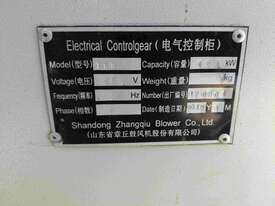 Electrical Controlgear (电气控制柜)
Model(型号) Capacity(容量) kW
Voltage(电压) V Weight(重量) kg
Frequency(频率) Hz Number(出厂编号)
Phase(相数) Date(制造日期) Y M
Shandong Zhangqiu Blower Co., Ltd.
(山东省章丘鼓风机股份有限公司)